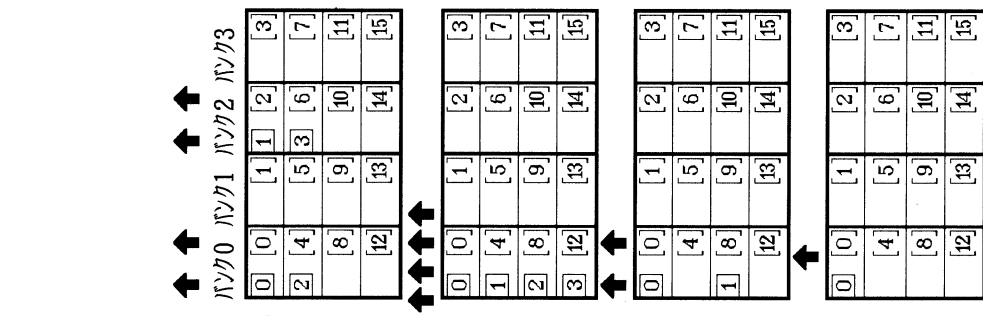 バンク0 バンク1 バンク2 バンク3
0 [0] [1] 1 [2] [3]
2 [4] [5] 3 [6] [7]
[8] [9] [10] [11]
[12] [13] [14] [15]
0 [0] [1] [2] [3]
1 [4] [5] [6] [7]
2 [8] [9] [10] [11]
3 [12] [13] [14] [15]
0 [0] [1] [2] [3]
[4] [5] [6] [7]
1 [8] [9] [10] [11]
[12] [13] [14] [15]
0 [0] [1] [2] [3]
[4] [5] [6] [7]
[8] [9] [10] [11]
[12] [13] [14] [15]